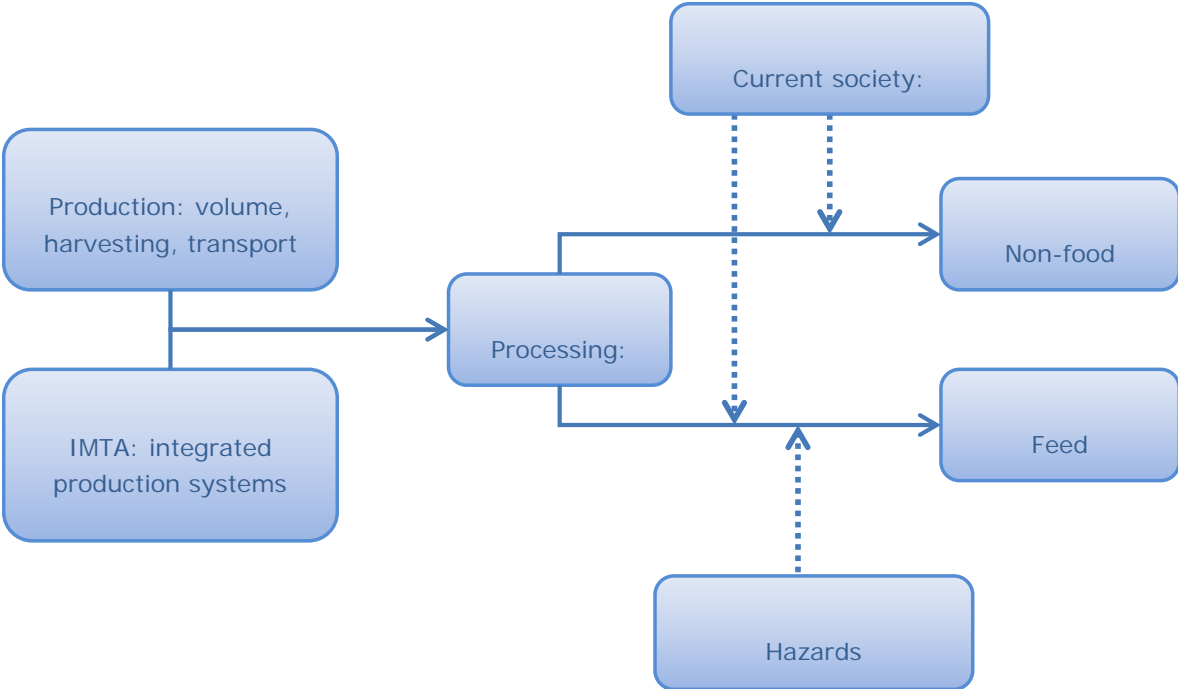 Current society:
Production: volume,
harvesting, transport
Non-food
Processing:
IMTA: integrated
production systems
Feed
Hazards